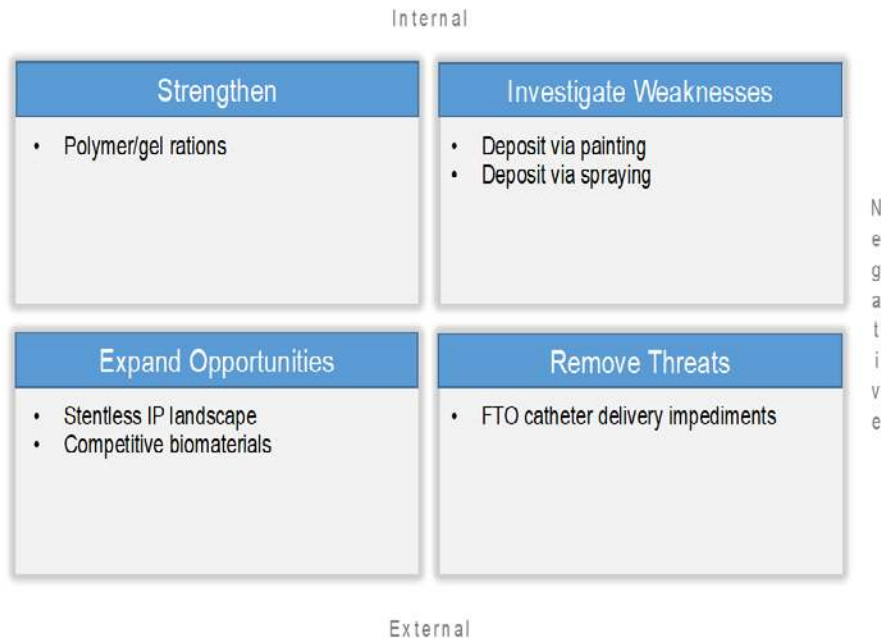 Internal
Strengthen
• Polymer/gel rations
Investigate Weaknesses
• Deposit via painting
• Deposit via spraying
Negative
Expand Opportunities
• Stentless IP landscape
• Competitive biomaterials
Remove Threats
• FTO catheter delivery impediments
External